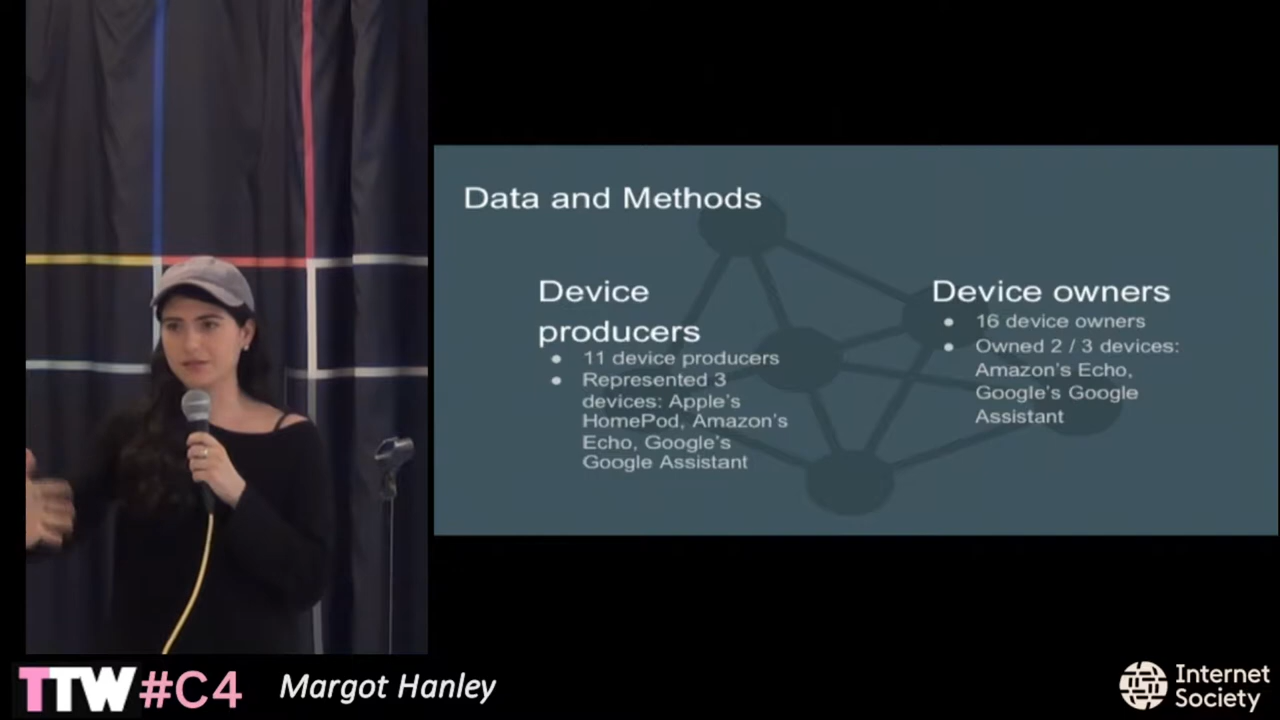 Data and Methods
Device
producers
● 11 device producers
● Represented 3
devices: Apple's
HomePod, Amazon's
Echo, Google's
Google Assistant
Device owners
● 16 device owners
● Owned 2 / 3 devices:
Amazon's Echo,
Google's Google
Assistant
TTW#C4
Margot Hanley
Internet
Society